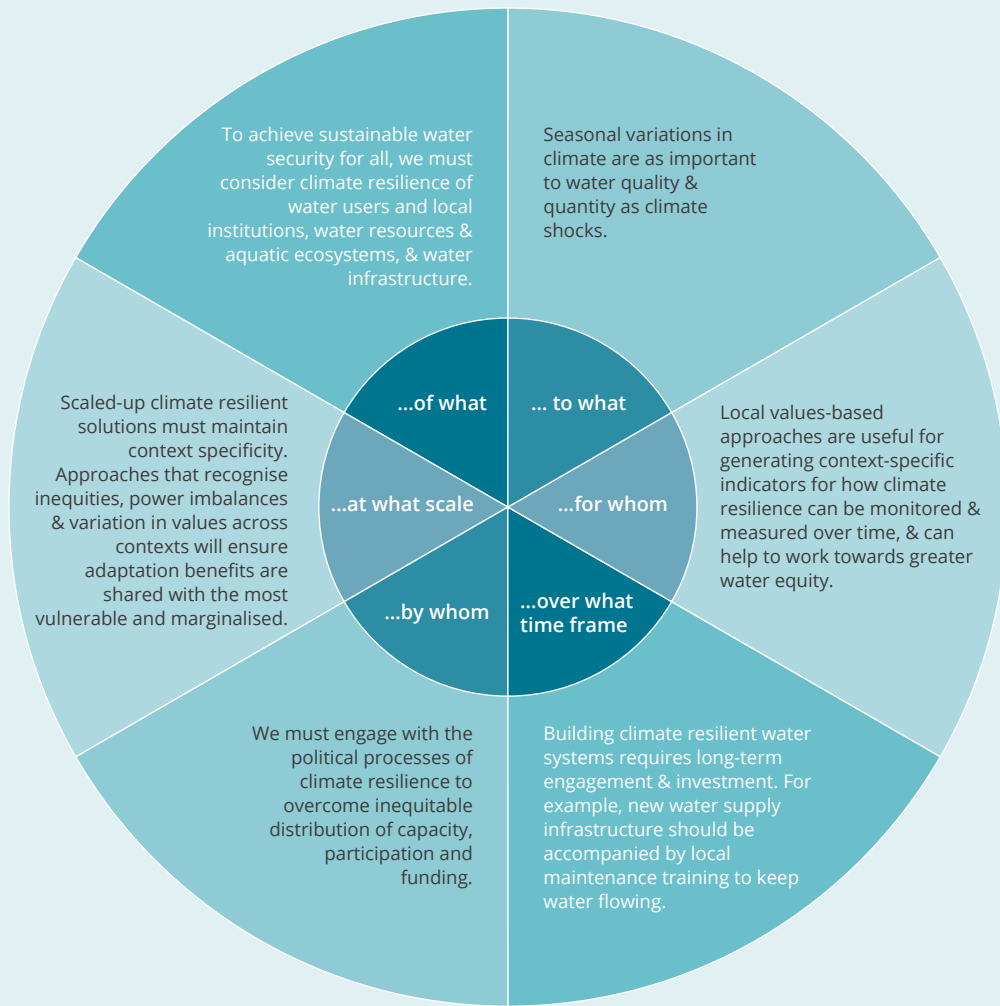 To achieve sustainable water
security for all, we must
consider climate resilience of
water users and local
institutions, water resources &
aquatic ecosystems, & water
infrastructure.
Seasonal variations in
climate are as important
to water quality &
quantity as climate
shocks.
...of what
... to what
Scaled-up climate resilient
solutions must maintain
context specificity.
Approaches that recognise
inequities, power imbalances
& variation in values across
contexts will ensure
adaptation benefits are
shared with the most
vulnerable and marginalised.
...at what scale
...for whom
Local values-based
approaches are useful for
generating context-specific
indicators for how climate
resilience can be monitored &
measured over time, & can
help to work towards greater
water equity.
...by whom
...over what
time frame
We must engage with the
political processes of
climate resilience to
overcome inequitable
distribution of capacity,
participation and
funding.
Building climate resilient water
systems requires long-term
engagement & investment. For
example, new water supply
infrastructure should be
accompanied by local
maintenance training to keep
water flowing.